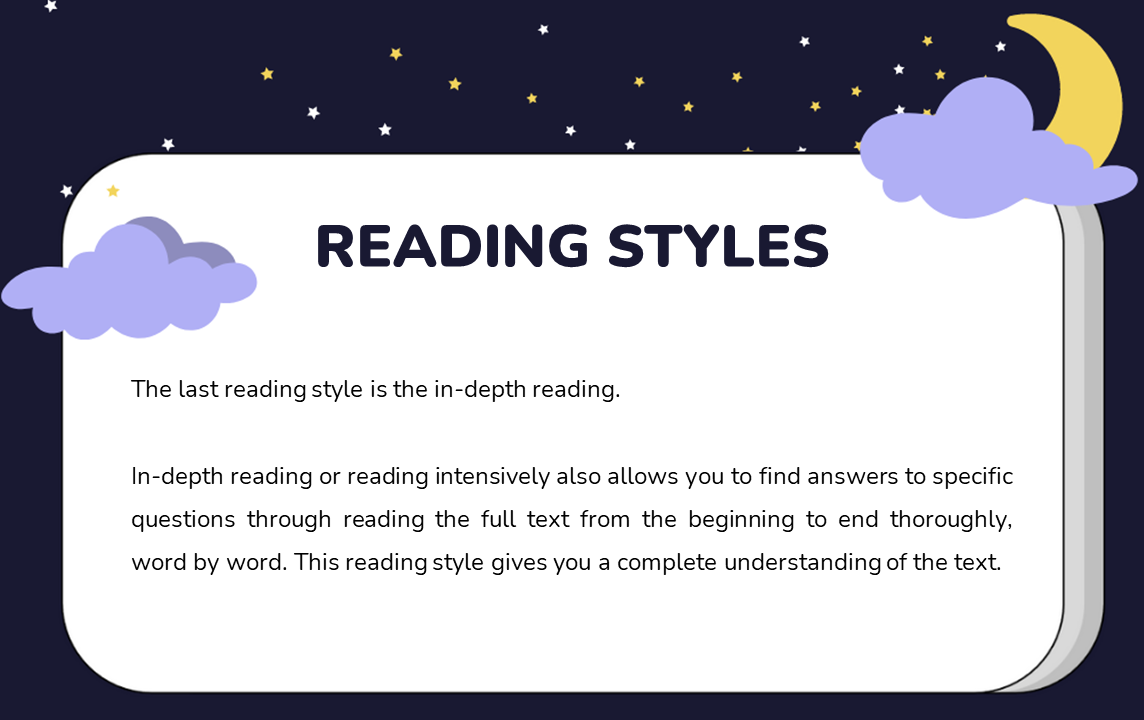 READING STYLES
The last reading style is the in-depth reading.
In-depth reading or reading intensively also allows you to find answers to specific
questions through reading the full text from the beginning to end thoroughly,
word by word. This reading style gives you a complete understanding of the text.